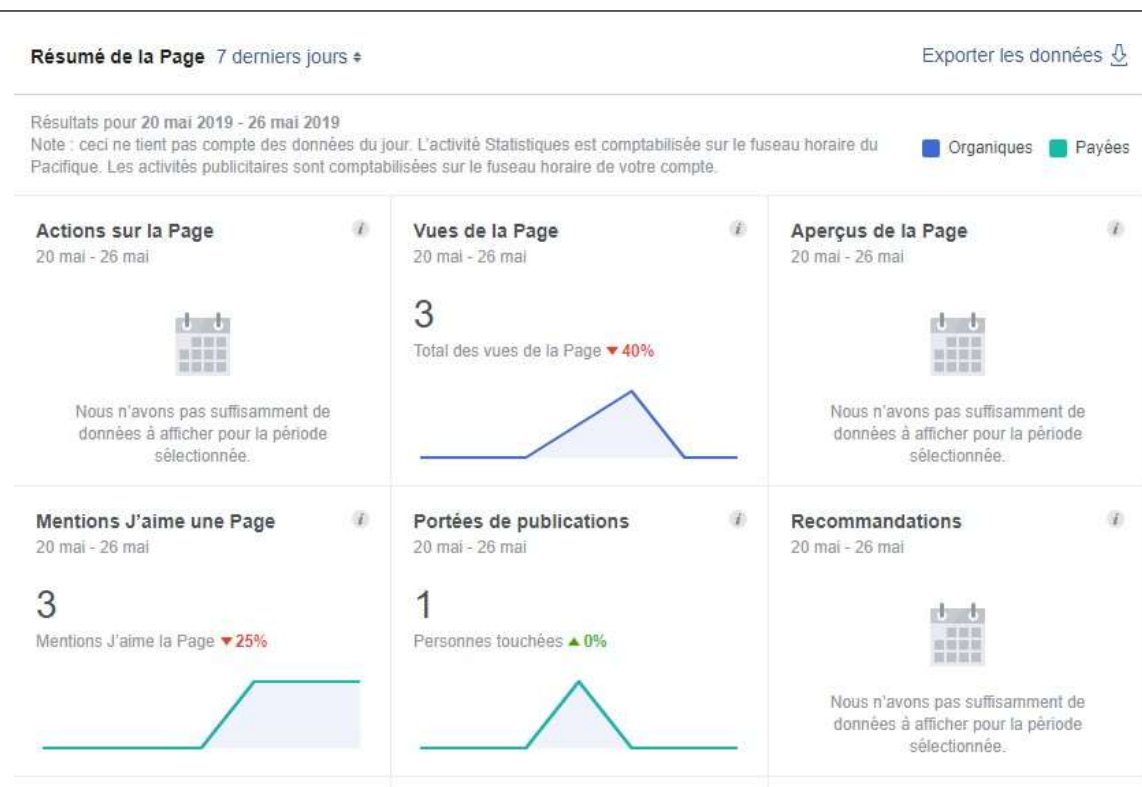 Résumé de la Page 7 derniers jours
Exporter les données
Résultats pour 20 mai 2019 - 26 mai 2019
Note : ceci ne tient pas compte des données du jour. L'activité Statistiques est comptabilisée sur le fuseau horaire du
Pacifique. Les activités publicitaires sont comptabilisées sur le fuseau horaire de votre compte.
Organiques Payées
Actions sur la Page
20 mai - 26 mai
Nous n'avons pas suffisamment de
données à afficher pour la période
sélectionnée.
Vues de la Page
20 mai - 26 mai
3
Total des vues de la Page ▼ 40%
Aperçus de la Page
20 mai - 26 mai
Nous n'avons pas suffisamment de
données à afficher pour la période
sélectionnée.
Mentions J'aime une Page
20 mai - 26 mai
3
Mentions J'aime la Page ▼ 25%
Portées de publications
20 mai - 26 mai
1
Personnes touchées ▲ 0%
Recommandations
20 mai - 26 mai
Nous n'avons pas suffisamment de
données à afficher pour la période
sélectionnée.